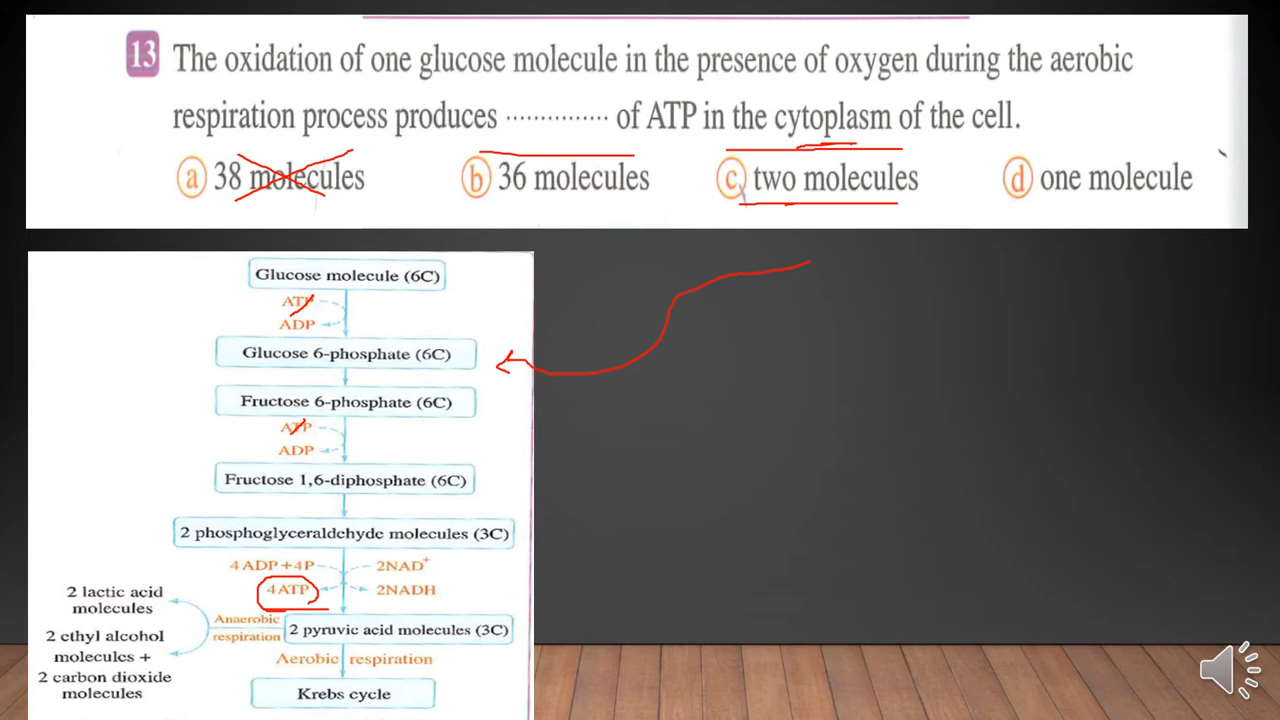 13 The oxidation of one glucose molecule in the presence of oxygen during the aerobic
respiration process produces ............... of ATP in the cytoplasm of the cell.
a 38 molecules b 36 molecules c two molecules d one molecule
Glucose molecule (6C)
ATP
ADP
Glucose 6-phosphate (6C)
Fructose 6-phosphate (6C)
ATP
ADP
Fructose 1,6-diphosphate (6C)
2 phosphoglyceraldehyde molecules (3C)
4 ADP +4P 2NAD+
4ATP 2NADH
2 lactic acid
molecules
Anaerobic
respiration
2 pyruvic acid molecules (3C)
2 ethyl alcohol
molecules +
2 carbon dioxide
molecules
Aerobic respiration
Krebs cycle